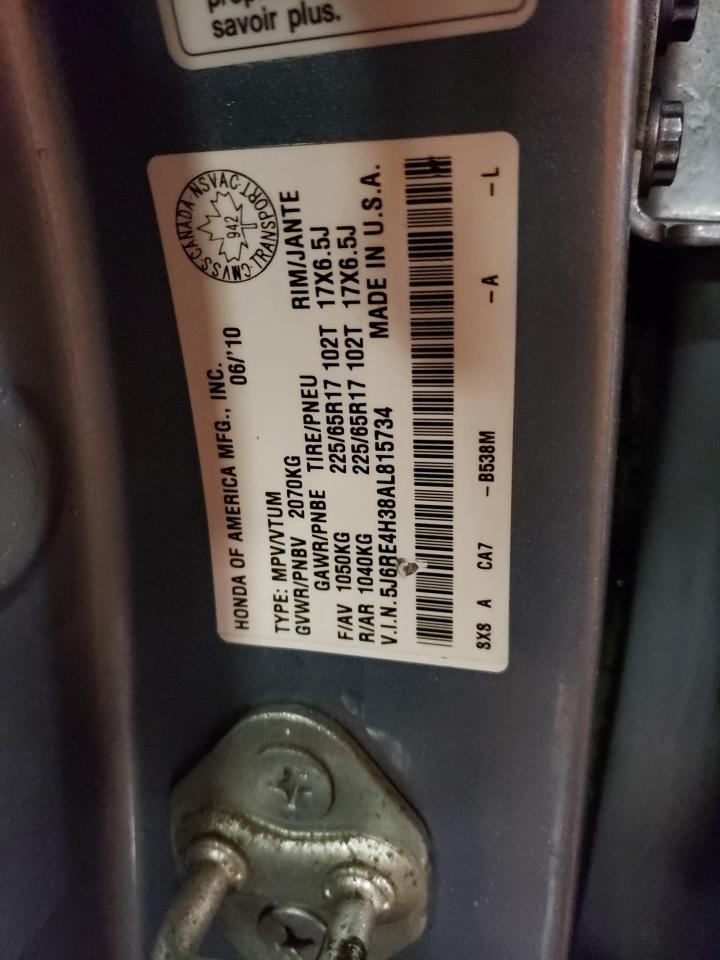 savoir plus.
CMVSS·CANADA NSVAC·TRANSPORT
942
HONDA OF AMERICA MFG., INC.
06/'10
TYPE: MPV/VTUM
GVWR/PNBV 2070KG
GAWR/PNBE TIRE/PNEU RIM/JANTE
F/AV 1050KG 225/65R17 102T 17X6.5J
R/AR 1040KG 225/65R17 102T 17X6.5J
V.I.N. 5J6RE4H38AL815734 MADE IN U.S.A.
8X8 A CA7 -B538M -A -L